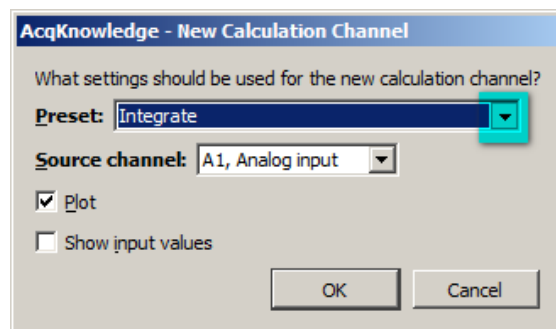 AcqKnowledge - New Calculation Channel
What settings should be used for the new calculation channel?
Preset: Integrate
Source channel: A1, Analog input
Plot
Show input values
OK Cancel